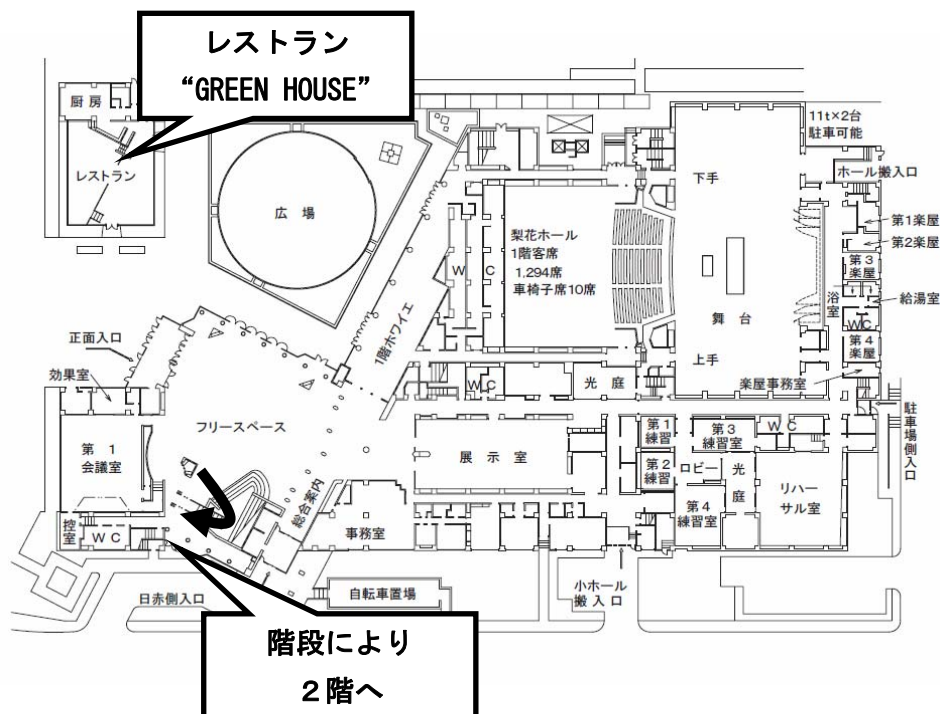 レストラン
“GREEN HOUSE”
厨房
レストラン
広場
11t×2台
駐車可能
ホール搬入口
下手
第1楽屋
第2楽屋
第3
楽屋
梨花ホール
1階客席
1,294席
車椅子席10席
W
C
浴室
給湯室
WC
舞台
第4
楽屋
正面入口
1階ホワイエ
上手
効果室
楽屋事務室
WC
光庭
駐車場側入口
フリースペース
第1
会議室
展示室
第1
練習
第3
練習室
WC
第2
練習
ロビー
光庭
リハー
サル室
第4
練習室
総合案内
控室
WC
事務室
日赤側入口
自転車置場
小ホール
搬入口
階段により
2階へ